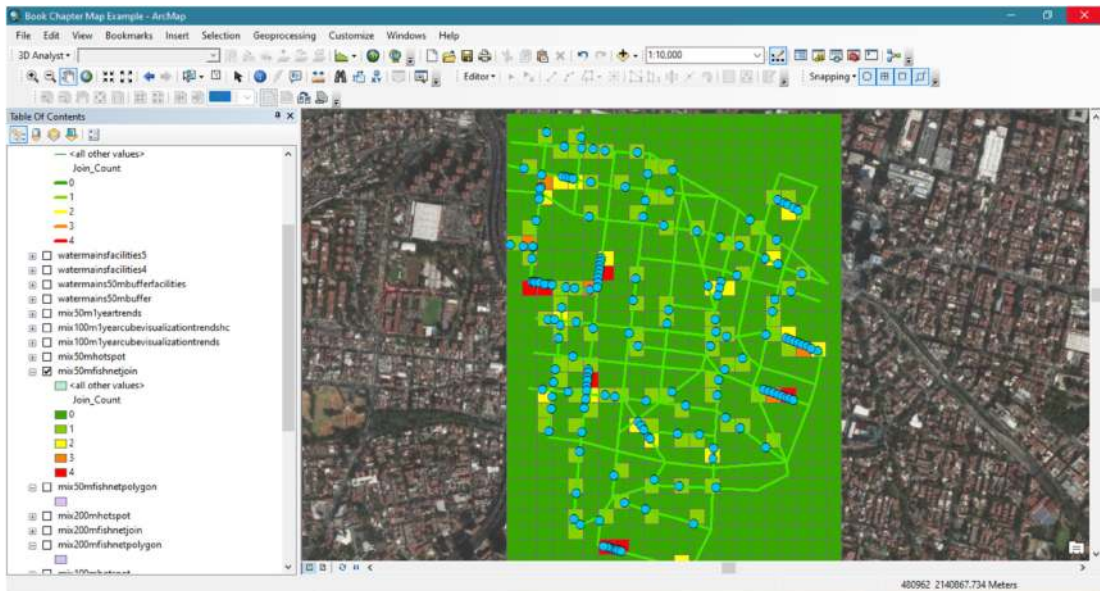 Book Chapter Map Example - ArcMap
File Edit View Bookmarks Insert Selection Geoprocessing Customize Windows Help
3D Analyst 1:10,000
Editor Snapping
Table Of Contents
<all other values>
Join_Count
0
1
2
3
4
watermainsfacilities5
watermainsfacilities4
watermains50mbufferfacilities
watermains50mbuffer
mix50m1yeartrends
mix100m1yearcubevisualizationtrendshc
mix100m1yearcubevisualizationtrends
mix50mhotspot
mix50mfishnetjoin
<all other values>
Join_Count
0
1
2
3
4
mix50mfishnetpolygon
mix200mhotspot
mix200mfishnetjoin
mix200mfishnetpolygon
480962 2140867.734 Meters